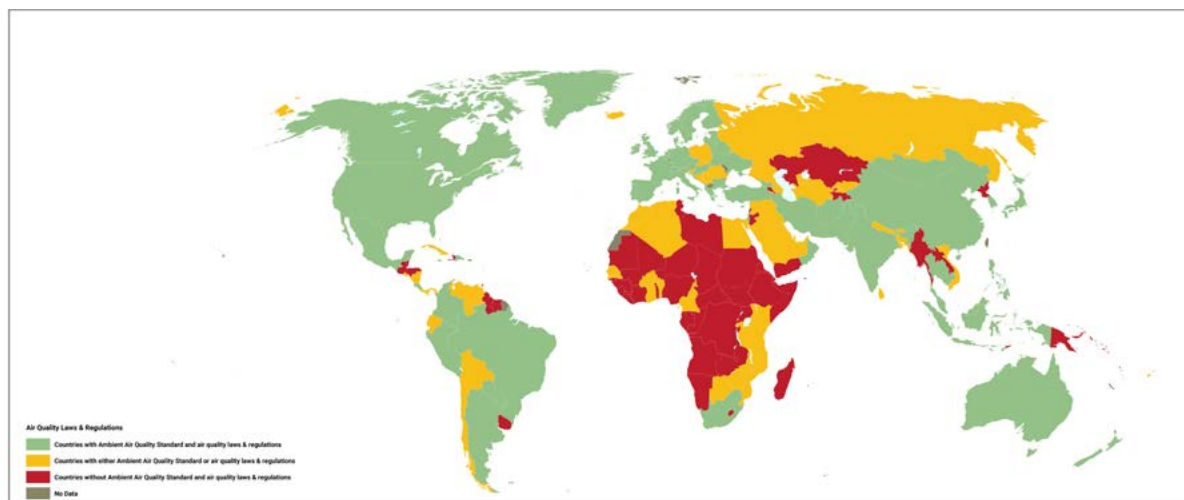 Air Quality Laws & Regulations
Countries with Ambient Air Quality Standard and air quality laws & regulations
Countries with either Ambient Air Quality Standard or air quality laws & regulations
Countries without Ambient Air Quality Standard and air quality laws & regulations
No Data